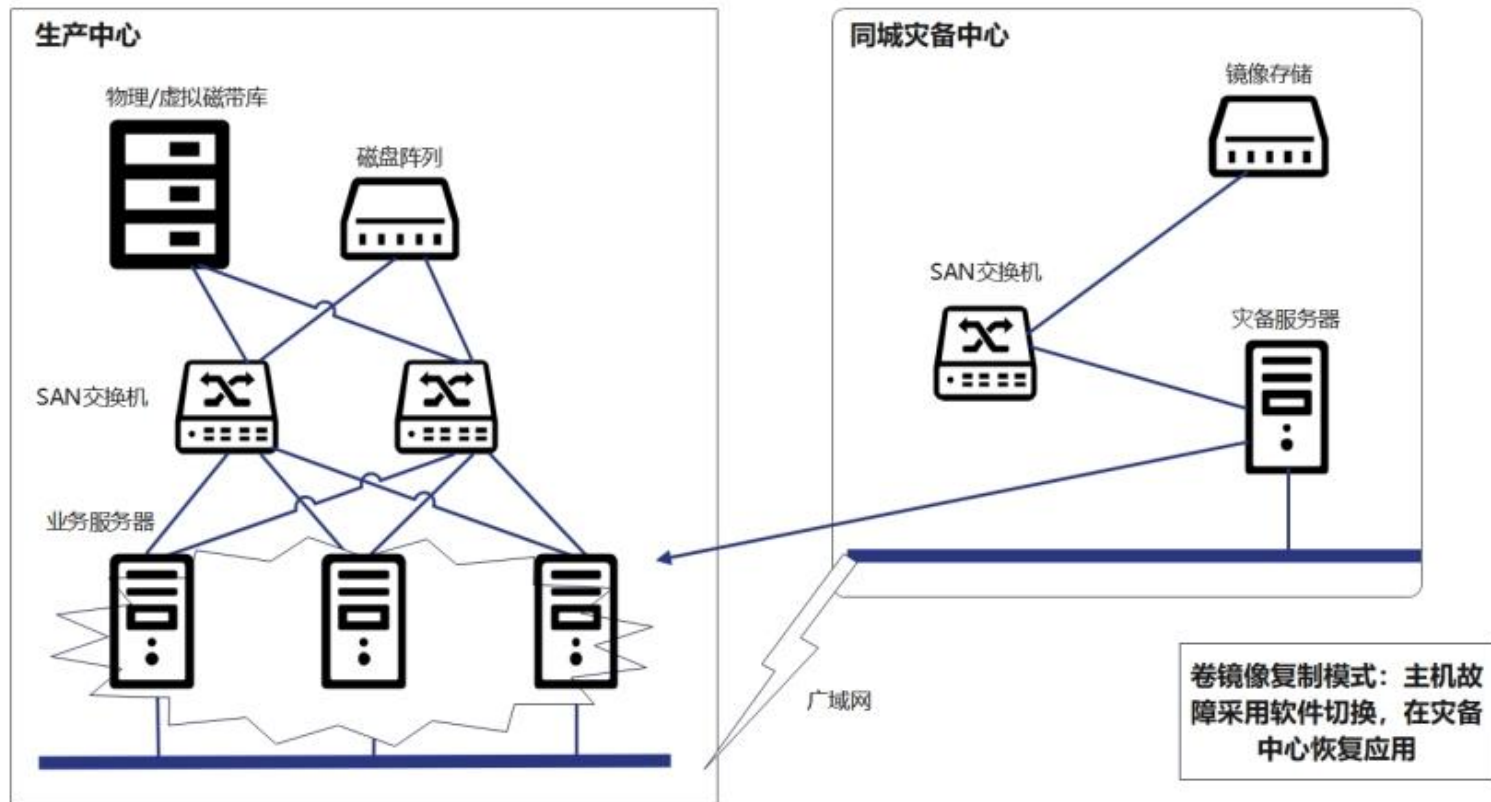 生产中心
物理/虚拟磁带库
磁盘阵列
SAN交换机
业务服务器
同城灾备中心
镜像存储
SAN交换机
灾备服务器
广域网
卷镜像复制模式：主机故
障采用软件切换，在灾备
中心恢复应用